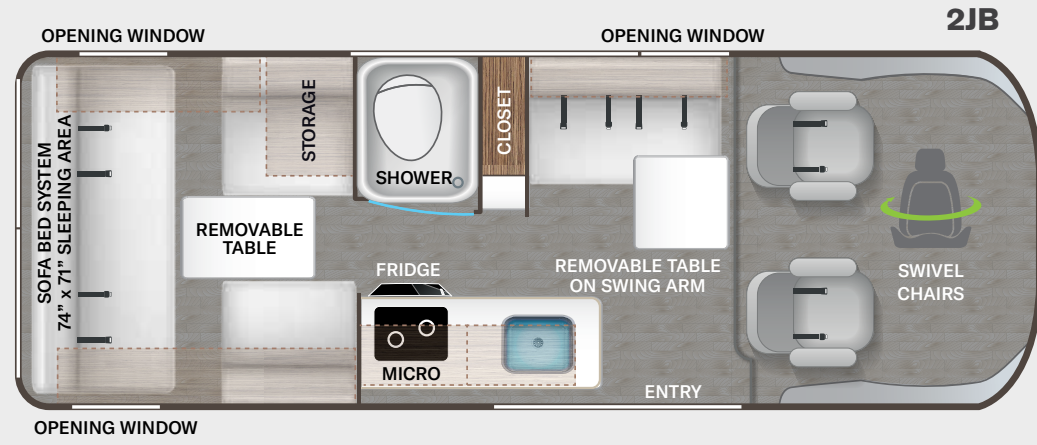 2JB
OPENING WINDOW
OPENING WINDOW
SOFA BED SYSTEM
74” x 71” SLEEPING AREA
STORAGE
SHOWER
CLOSET
REMOVABLE
TABLE
FRIDGE
REMOVABLE TABLE
ON SWING ARM
SWIVEL
CHAIRS
MICRO
ENTRY
OPENING WINDOW